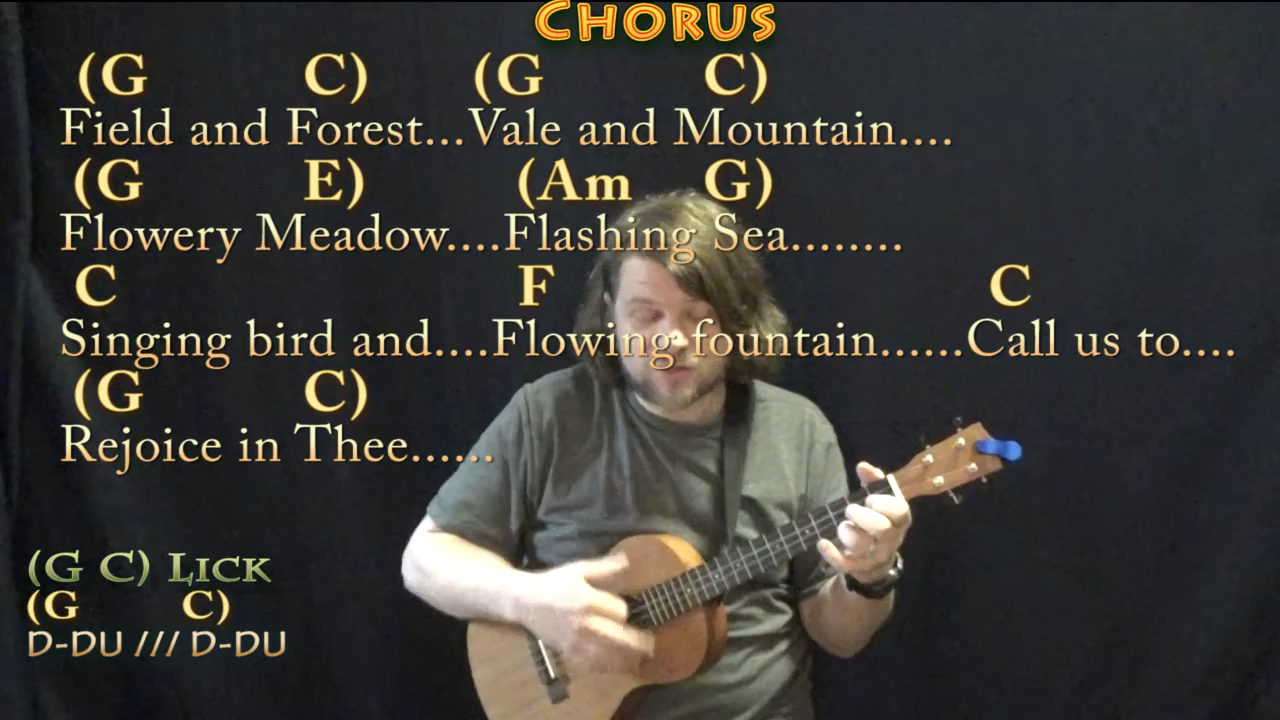 CHORUS
(G C) (G C)
Field and Forest...Vale and Mountain....
(G E) (Am G)
Flowery Meadow....Flashing Sea........
C F C
Singing bird and....Flowing fountain......Call us to....
(G C)
Rejoice in Thee......
(G C) LICK
(G C)
D-DU /// D-DU